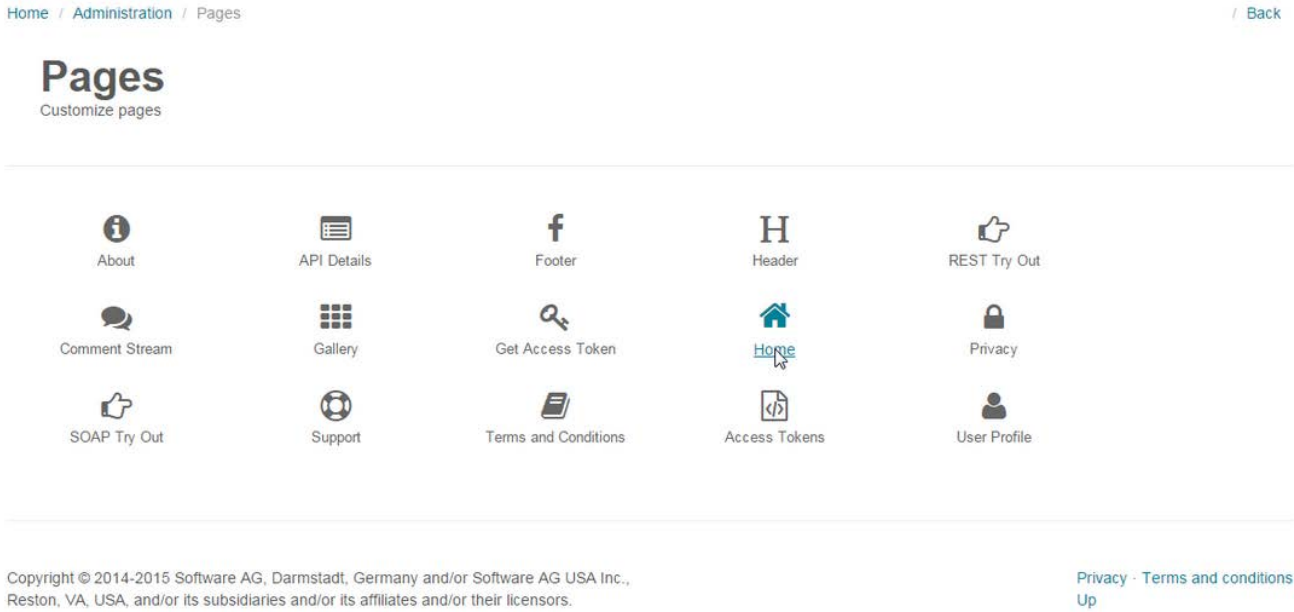 Home / Administration / Pages / Back
Pages
Customize pages
About API Details Footer Header REST Try Out
Comment Stream Gallery Get Access Token Home Privacy
SOAP Try Out Support Terms and Conditions Access Tokens User Profile
Copyright © 2014-2015 Software AG, Darmstadt, Germany and/or Software AG USA Inc., Privacy · Terms and conditions
Reston, VA, USA, and/or its subsidiaries and/or its affiliates and/or their licensors. Up